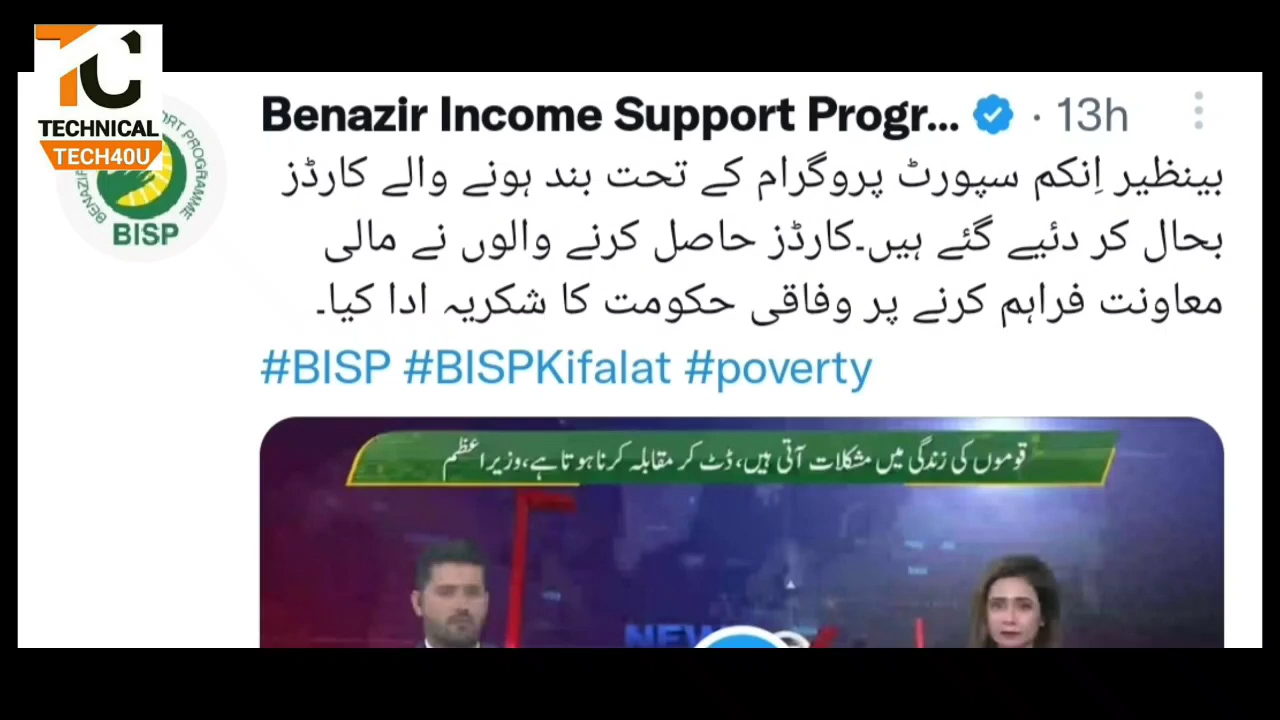 TC
TECHNICAL
TECH40U
BISP
Benazir Income Support Progr... · 13h
بینظیر اِنکم سپورٹ پروگرام کے تحت بند ہونے والے کارڈز
بحال کر دئیے گئے ہیں۔کارڈز حاصل کرنے والوں نے مالی
معاونت فراہم کرنے پر وفاقی حکومت کا شکریہ ادا کیا۔
#BISP #BISPKifalat #poverty
قوموں کی زندگی میں مشکلات آتی ہیں، ڈٹ کر مقابلہ کرنا ہوتا ہے، وزیراعظم